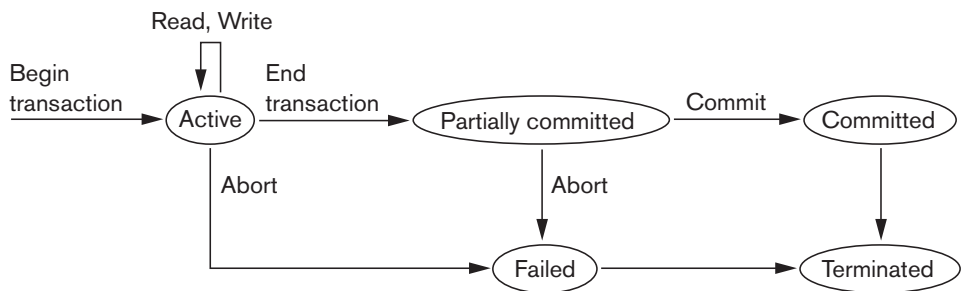 Read, Write
Begin
transaction
End
transaction
Active
Partially committed
Commit
Committed
Abort
Abort
Failed
Terminated